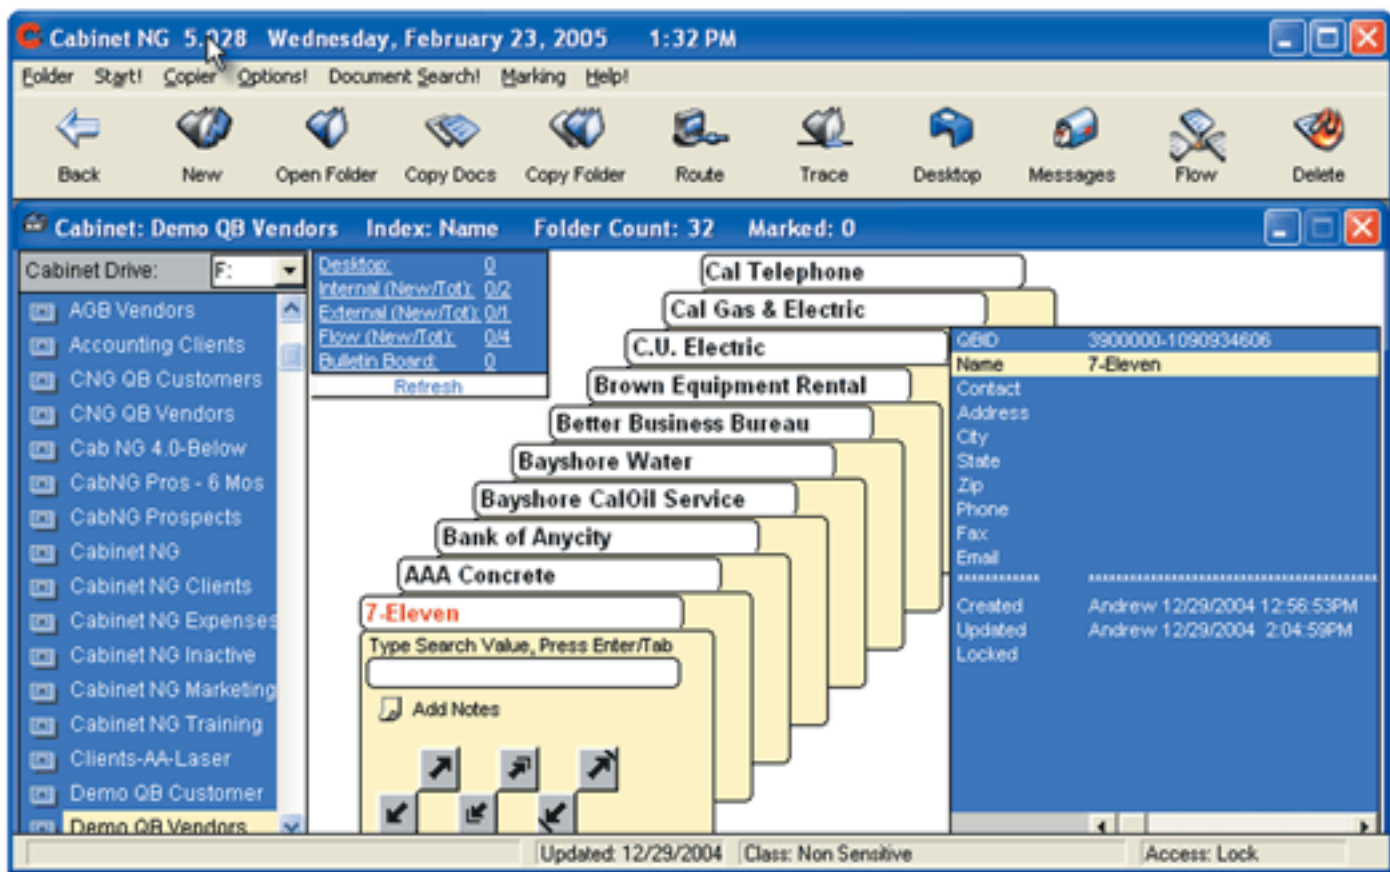 Cabinet NG 5.028 Wednesday, February 23, 2005 1:32 PM
Folder Start! Copier Options! Document Search! Marking Help!
Back New Open Folder Copy Docs Copy Folder Route Trace Desktop Messages Flow Delete
Cabinet: Demo QB Vendors Index: Name Folder Count: 32 Marked: 0
Cabinet Drive: F:
AGB Vendors
Accounting Clients
CNG QB Customers
CNG QB Vendors
Cab NG 4.0-Below
CabNG Pros - 6 Mos
CabNG Prospects
Cabinet NG
Cabinet NG Clients
Cabinet NG Expenses
Cabinet NG Inactive
Cabinet NG Marketing
Cabinet NG Training
Clients-AA-Laser
Demo QB Customer
Demo QB Vendors
Desktop: 0
Internal (New/Tot): 0/2
External (New/Tot): 0/1
Flow (New/Tot): 0/4
Bulletin Board: 0
Refresh
Cal Telephone
Cal Gas & Electric
C.U. Electric
Brown Equipment Rental
Better Business Bureau
Bayshore Water
Bayshore CalOil Service
Bank of Anycity
AAA Concrete
7-Eleven
Type Search Value, Press Enter/Tab
Add Notes
QBID 3900000-1090934606
Name 7-Eleven
Contact
Address
City
State
Zip
Phone
Fax
Email
Created Andrew 12/29/2004 12:56:53PM
Updated Andrew 12/29/2004 2:04:59PM
Locked
Updated: 12/29/2004 Class: Non Sensitive Access: Lock